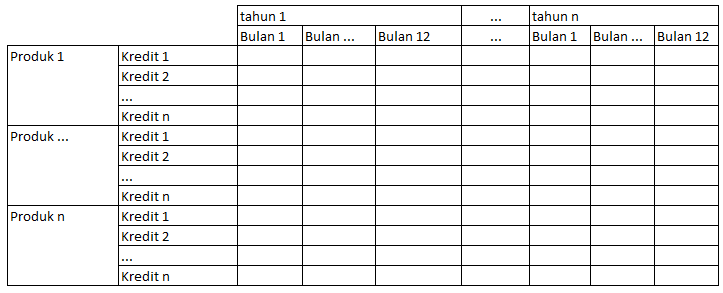 tahun 1 ... tahun n
Bulan 1 Bulan ... Bulan 12 ... Bulan 1 Bulan ... Bulan 12
Produk 1 Kredit 1
Kredit 2
...
Kredit n
Produk ... Kredit 1
Kredit 2
...
Kredit n
Produk n Kredit 1
Kredit 2
...
Kredit n